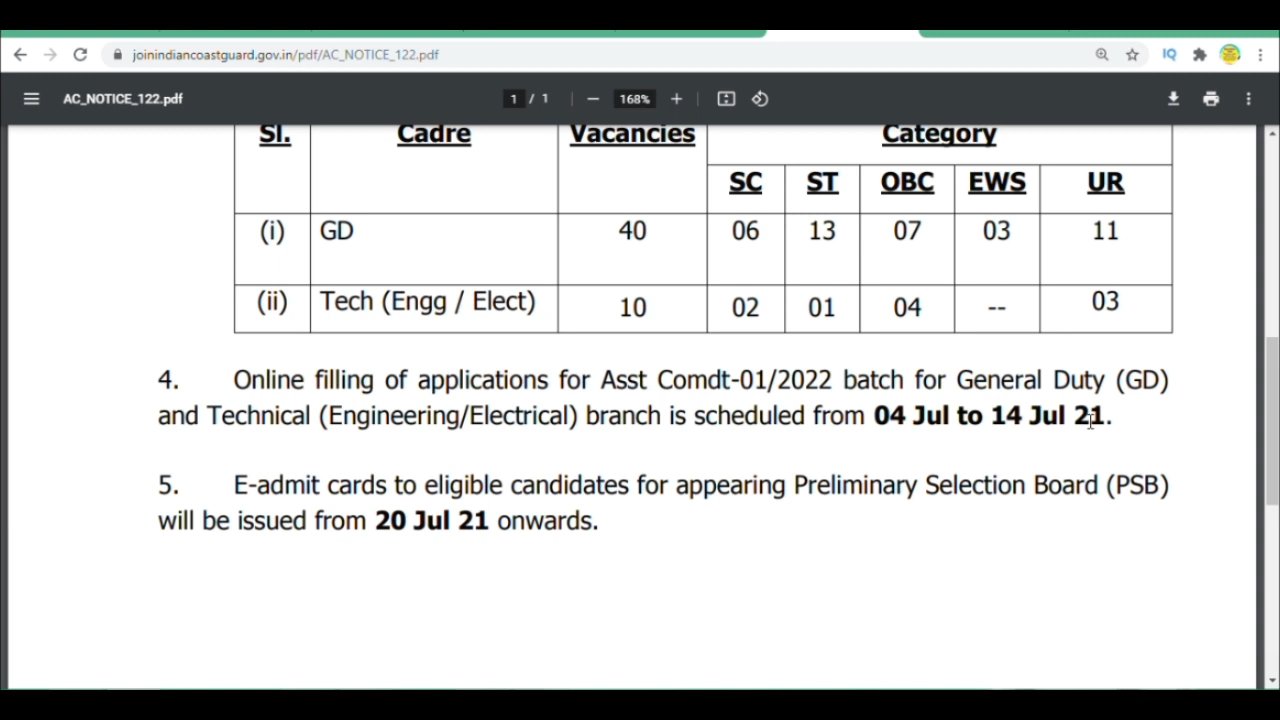 joinindiancoastguard.gov.in/pdf/AC_NOTICE_122.pdf
IQ
AC_NOTICE_122.pdf
1 / 1
168%
Sl. Cadre Vacancies Category
SC ST OBC EWS UR
(i) GD 40 06 13 07 03 11
(ii) Tech (Engg / Elect) 10 02 01 04 -- 03
4. Online filling of applications for Asst Comdt-01/2022 batch for General Duty (GD)
and Technical (Engineering/Electrical) branch is scheduled from 04 Jul to 14 Jul 21.
5. E-admit cards to eligible candidates for appearing Preliminary Selection Board (PSB)
will be issued from 20 Jul 21 onwards.